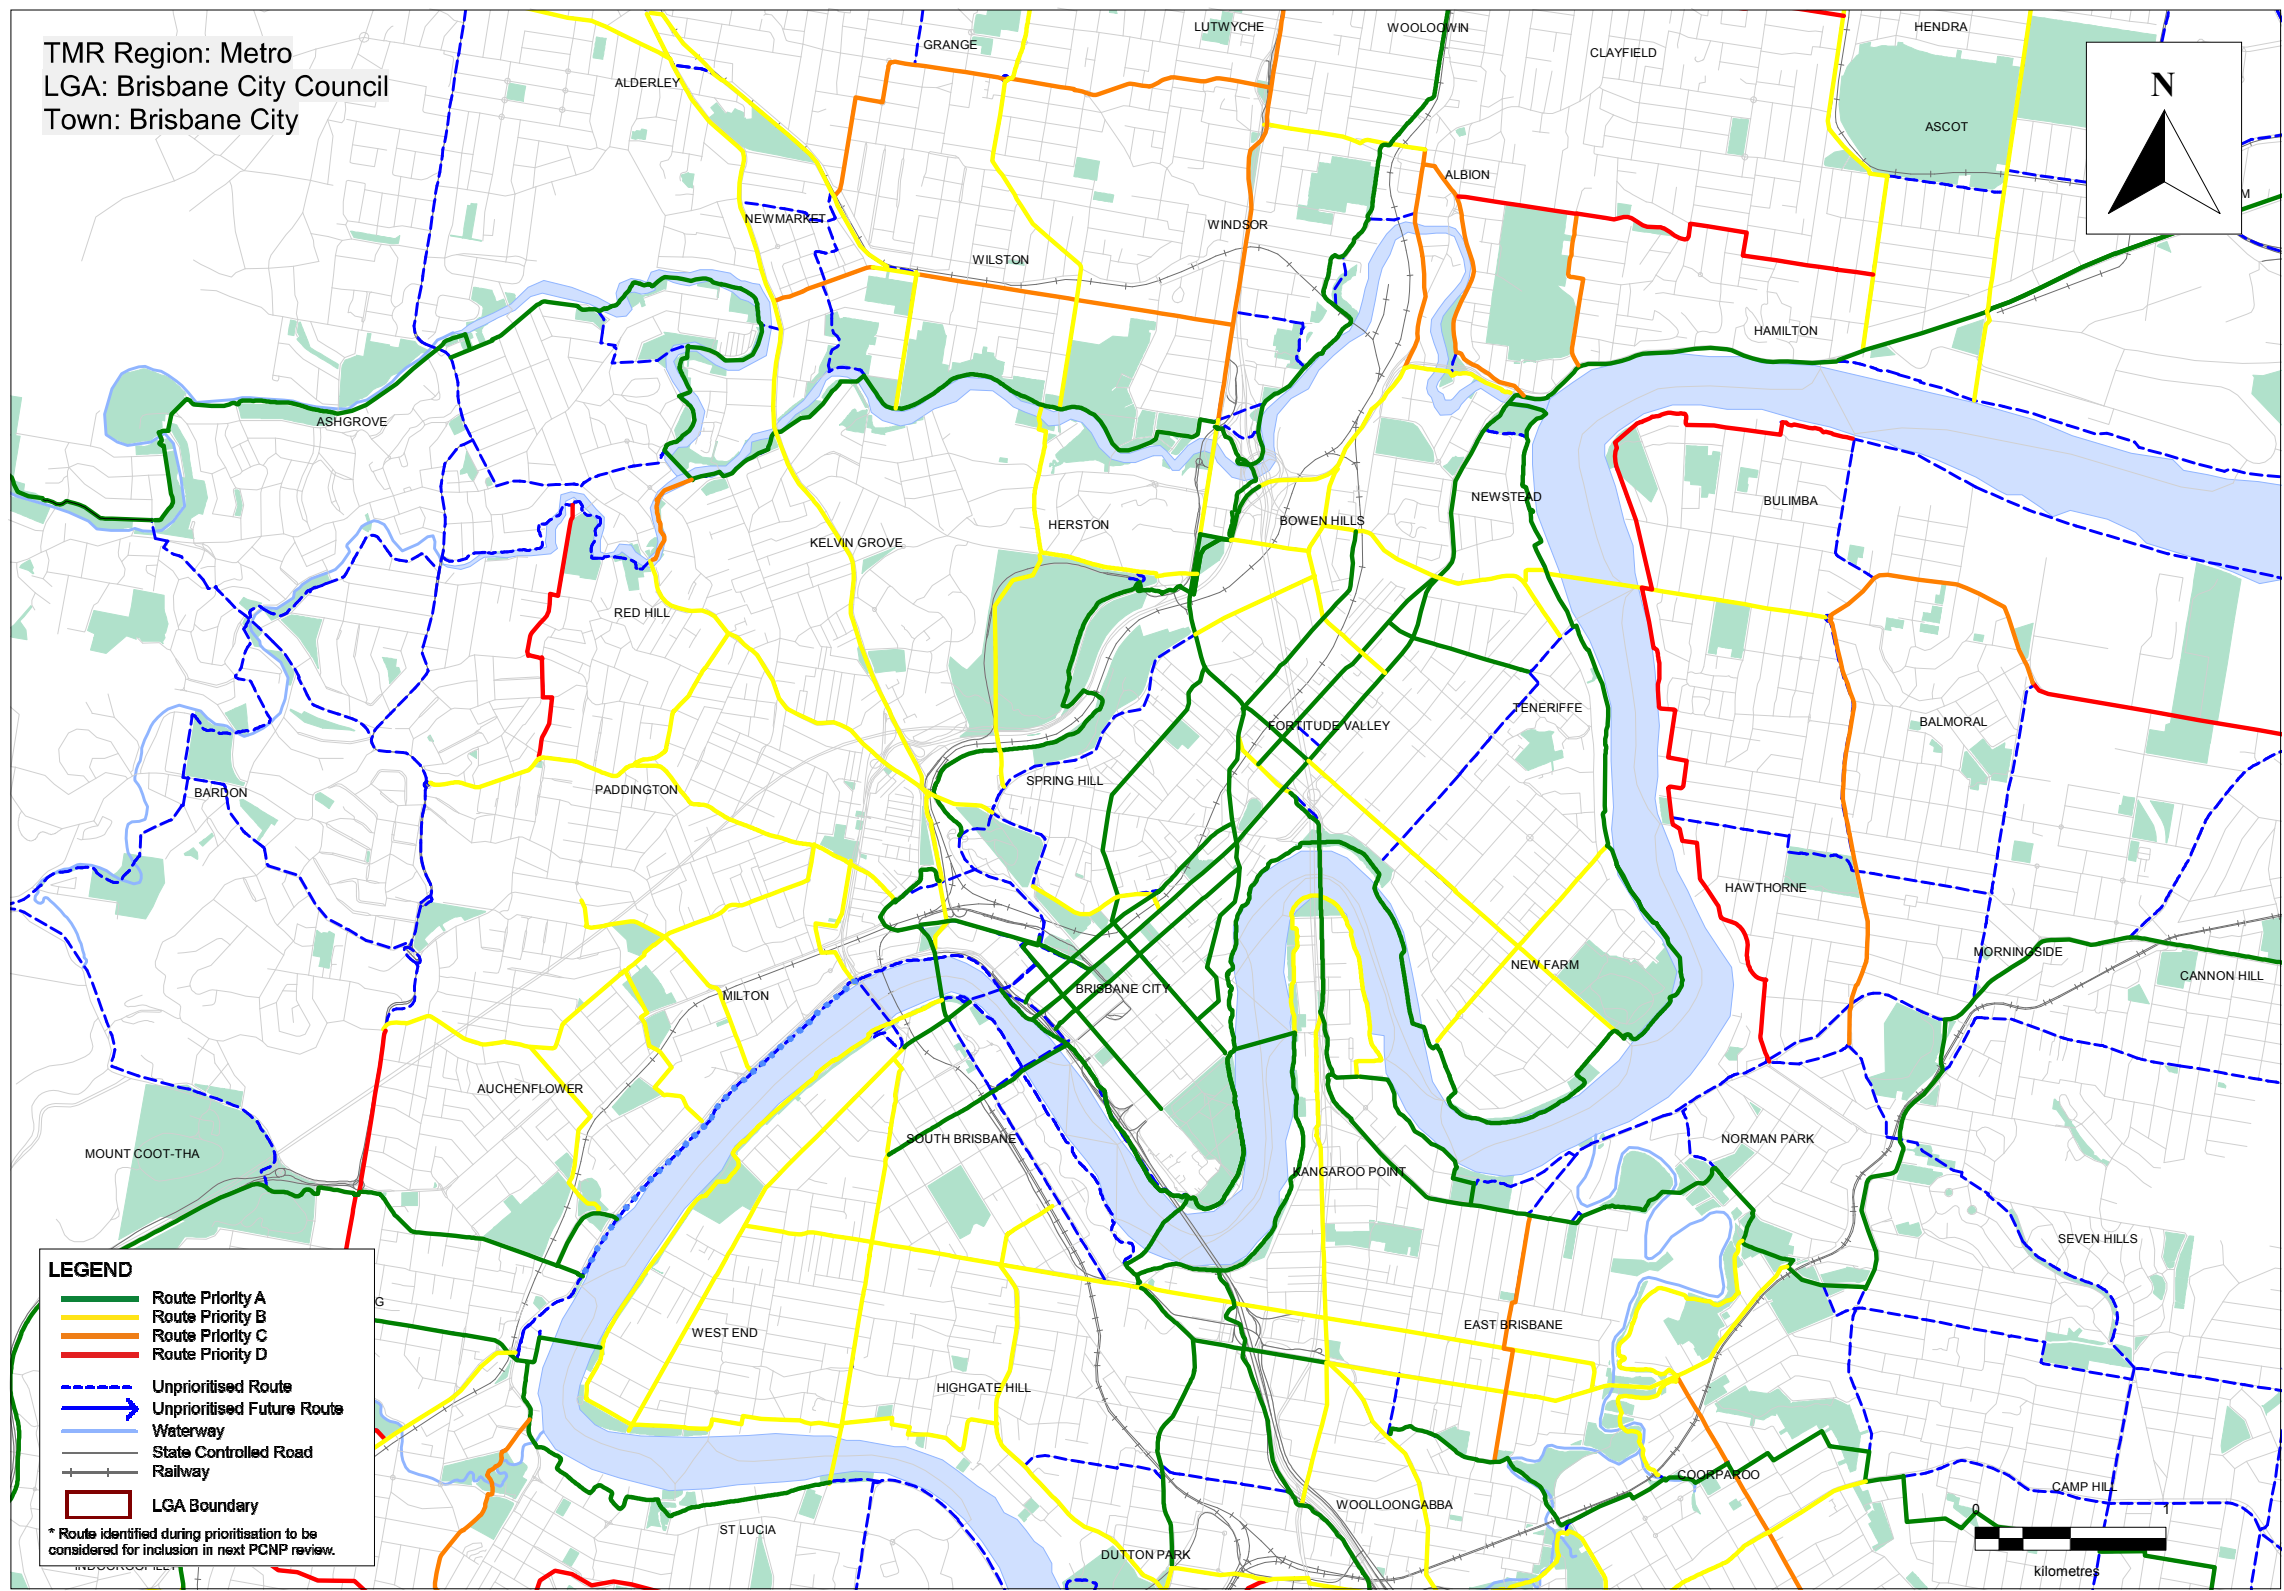 TMR Region: Metro
LGA: Brisbane City Council
Town: Brisbane City
LUTWYCHE
WOOLOOWIN
HENDRA
GRANGE
CLAYFIELD
ALDERLEY
N
ASCOT
ALBION
M
NEWMARKET
WINDSOR
WILSTON
HAMILTON
ASHGROVE
NEWSTEAD
BULIMBA
BOWEN HILLS
HERSTON
KELVIN GROVE
RED HILL
TENERIFFE
BALMORAL
FORTITUDE VALLEY
SPRING HILL
BARDON
PADDINGTON
HAWTHORNE
MORNINGSIDE
NEW FARM
CANNON HILL
BRISBANE CITY
MILTON
AUCHENFLOWER
SOUTH BRISBANE
NORMAN PARK
MOUNT COOT-THA
KANGAROO POINT
SEVEN HILLS
G
WEST END
EAST BRISBANE
HIGHGATE HILL
COORPAROO
CAMP HILL
WOOLLOONGABBA
ST LUCIA
DUTTON PARK
INDOOROOPILLY
LEGEND
Route Priority A
Route Priority B
Route Priority C
Route Priority D
Unprioritised Route
Unprioritised Future Route
Waterway
State Controlled Road
Railway
LGA Boundary
* Route identified during prioritisation to be
considered for inclusion in next PCNP review.
0 1
kilometres